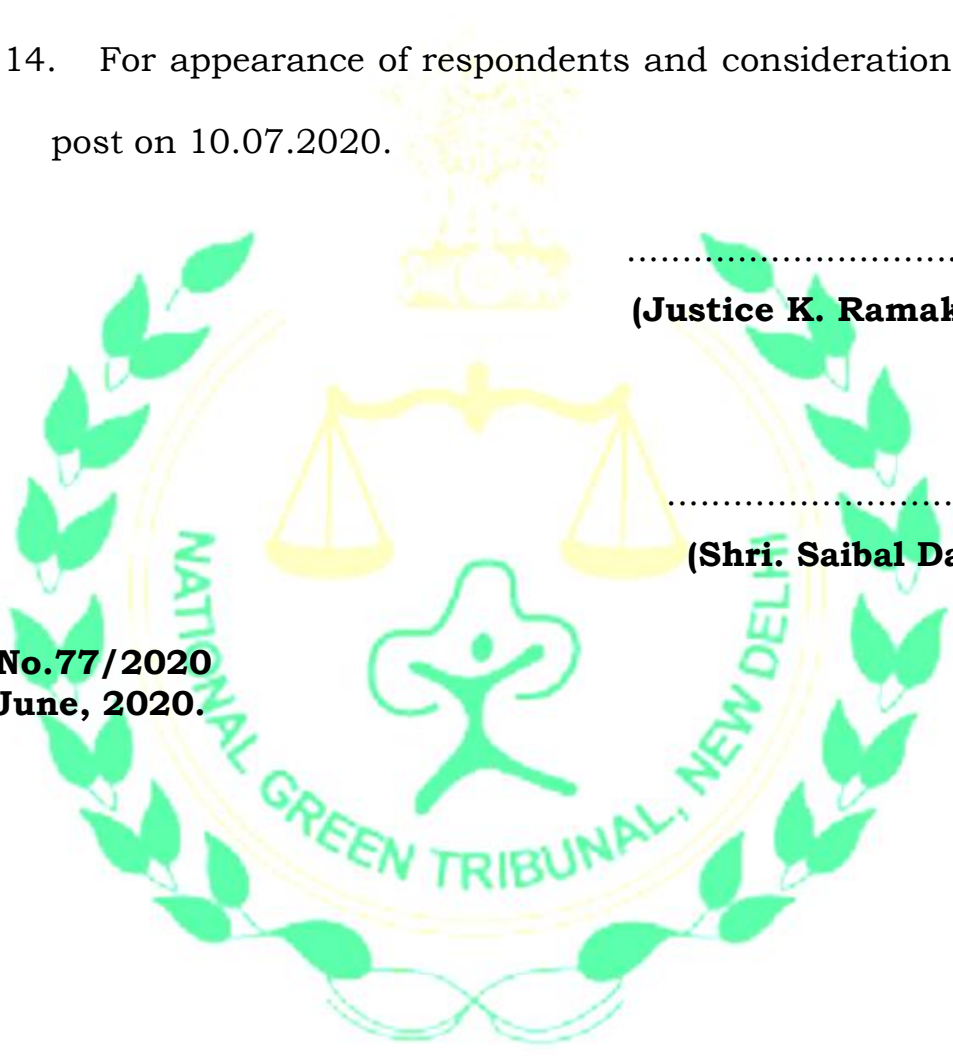 14. For appearance of respondents and consideration
post on 10.07.2020.
................................
(Justice K. Ramak
............................
(Shri. Saibal Da
No.77/2020
June, 2020.
NATIONAL GREEN TRIBUNAL, NEW DELHI